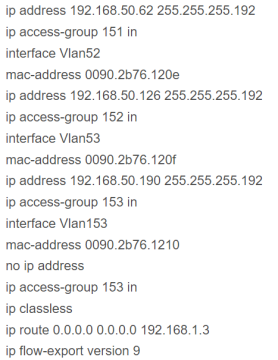 ip address 192.168.50.62 255.255.255.192
ip access-group 151 in
interface Vlan52
mac-address 0090.2b76.120e
ip address 192.168.50.126 255.255.255.192
ip access-group 152 in
interface Vlan53
mac-address 0090.2b76.120f
ip address 192.168.50.190 255.255.255.192
ip access-group 153 in
interface Vlan153
mac-address 0090.2b76.1210
no ip address
ip access-group 153 in
ip classless
ip route 0.0.0.0 0.0.0.0 192.168.1.3
ip flow-export version 9